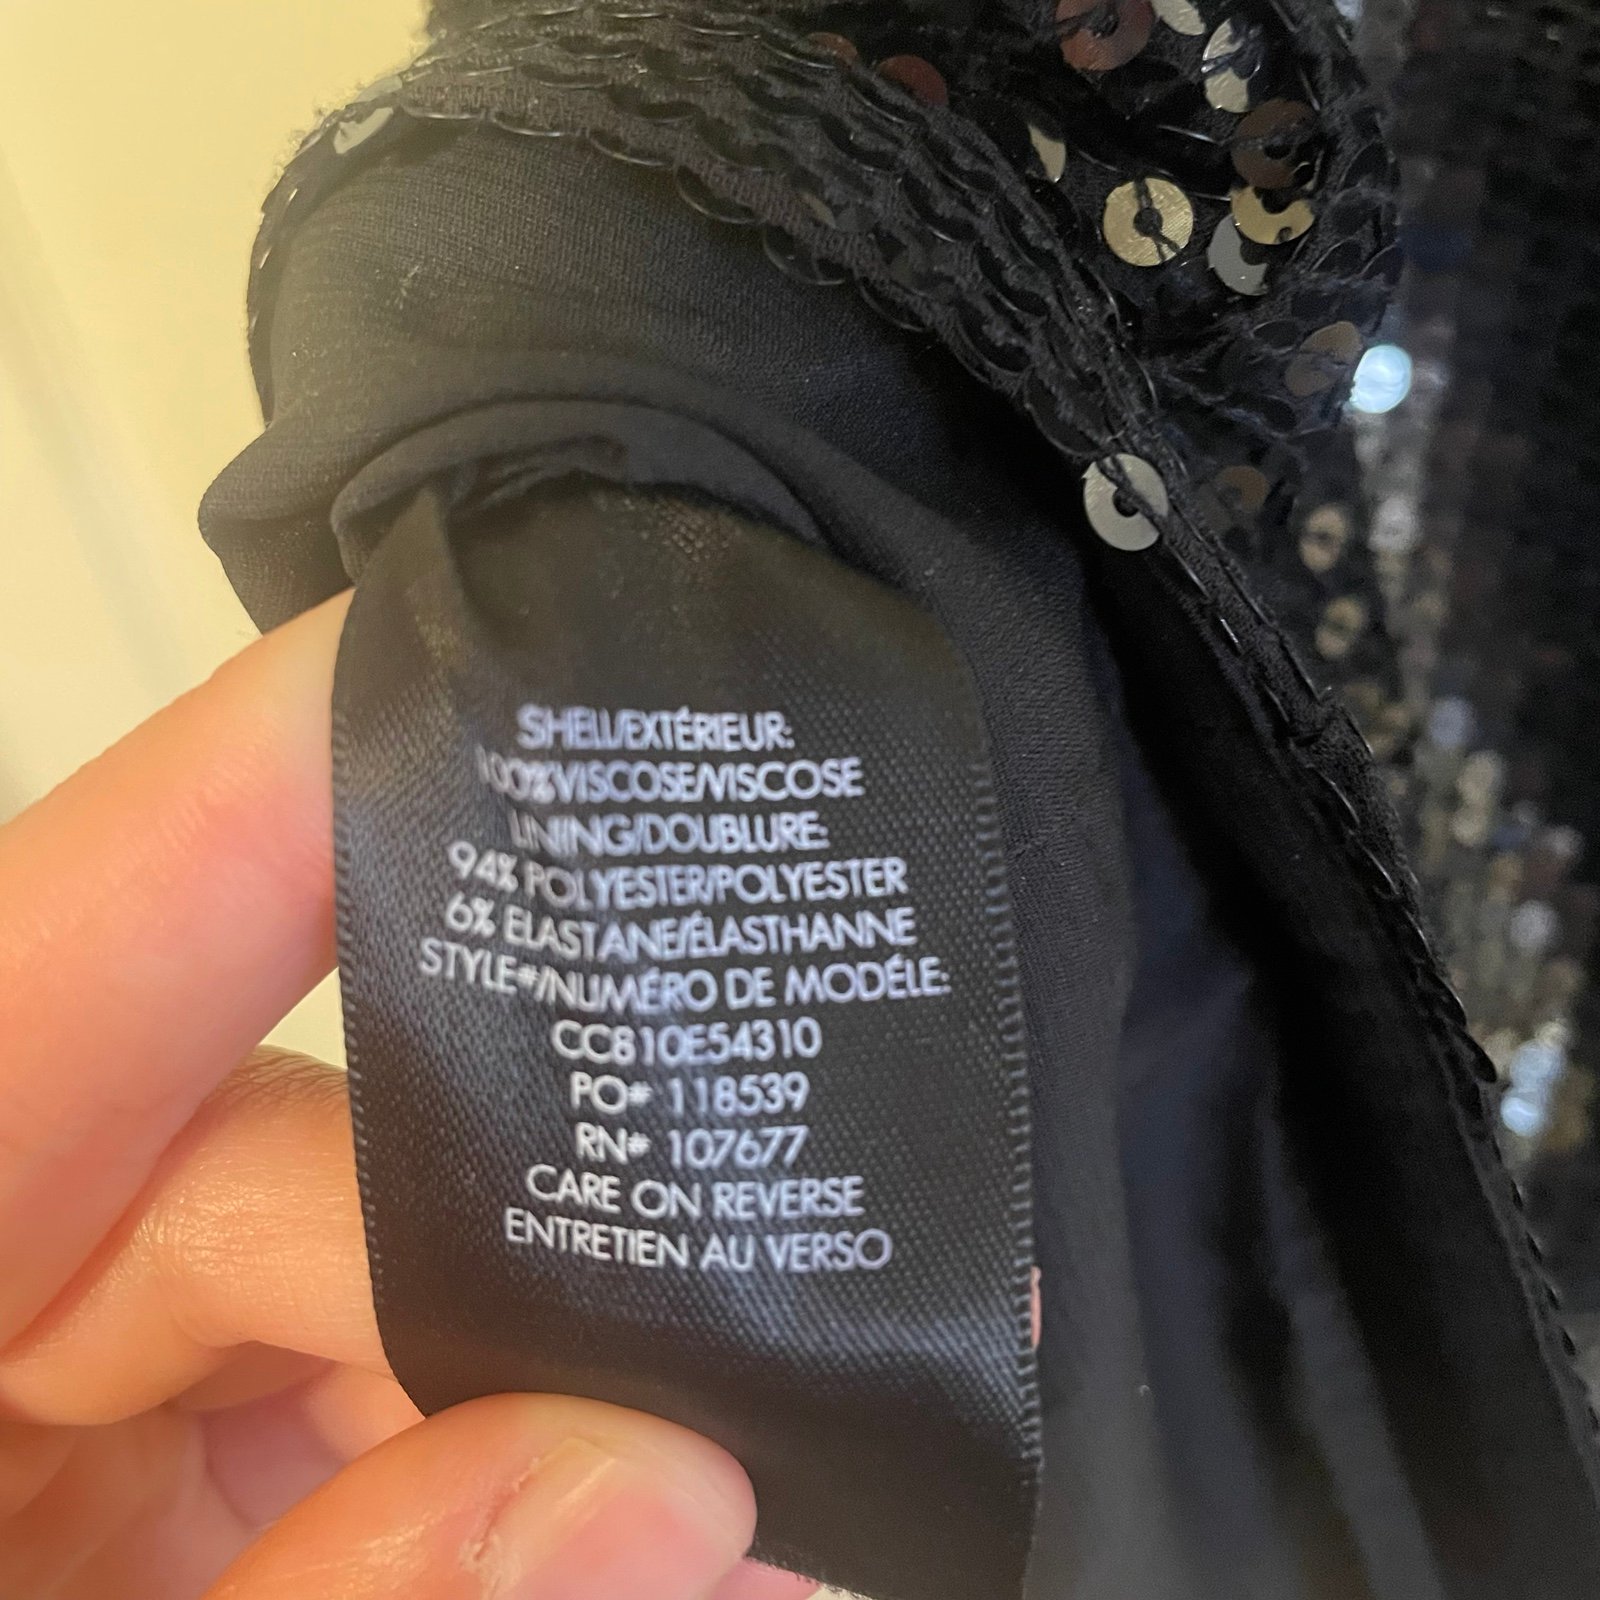 SHELL/EXTÉRIEUR:
100%VISCOSE/VISCOSE
LINING/DOUBLURE:
94% POLYESTER/POLYESTER
6% ELASTANE/ÉLASTHANNE
STYLE#/NUMÉRO DE MODÉLE:
CC810E54310
PO# 118539
RN# 107677
CARE ON REVERSE
ENTRETIEN AU VERSO